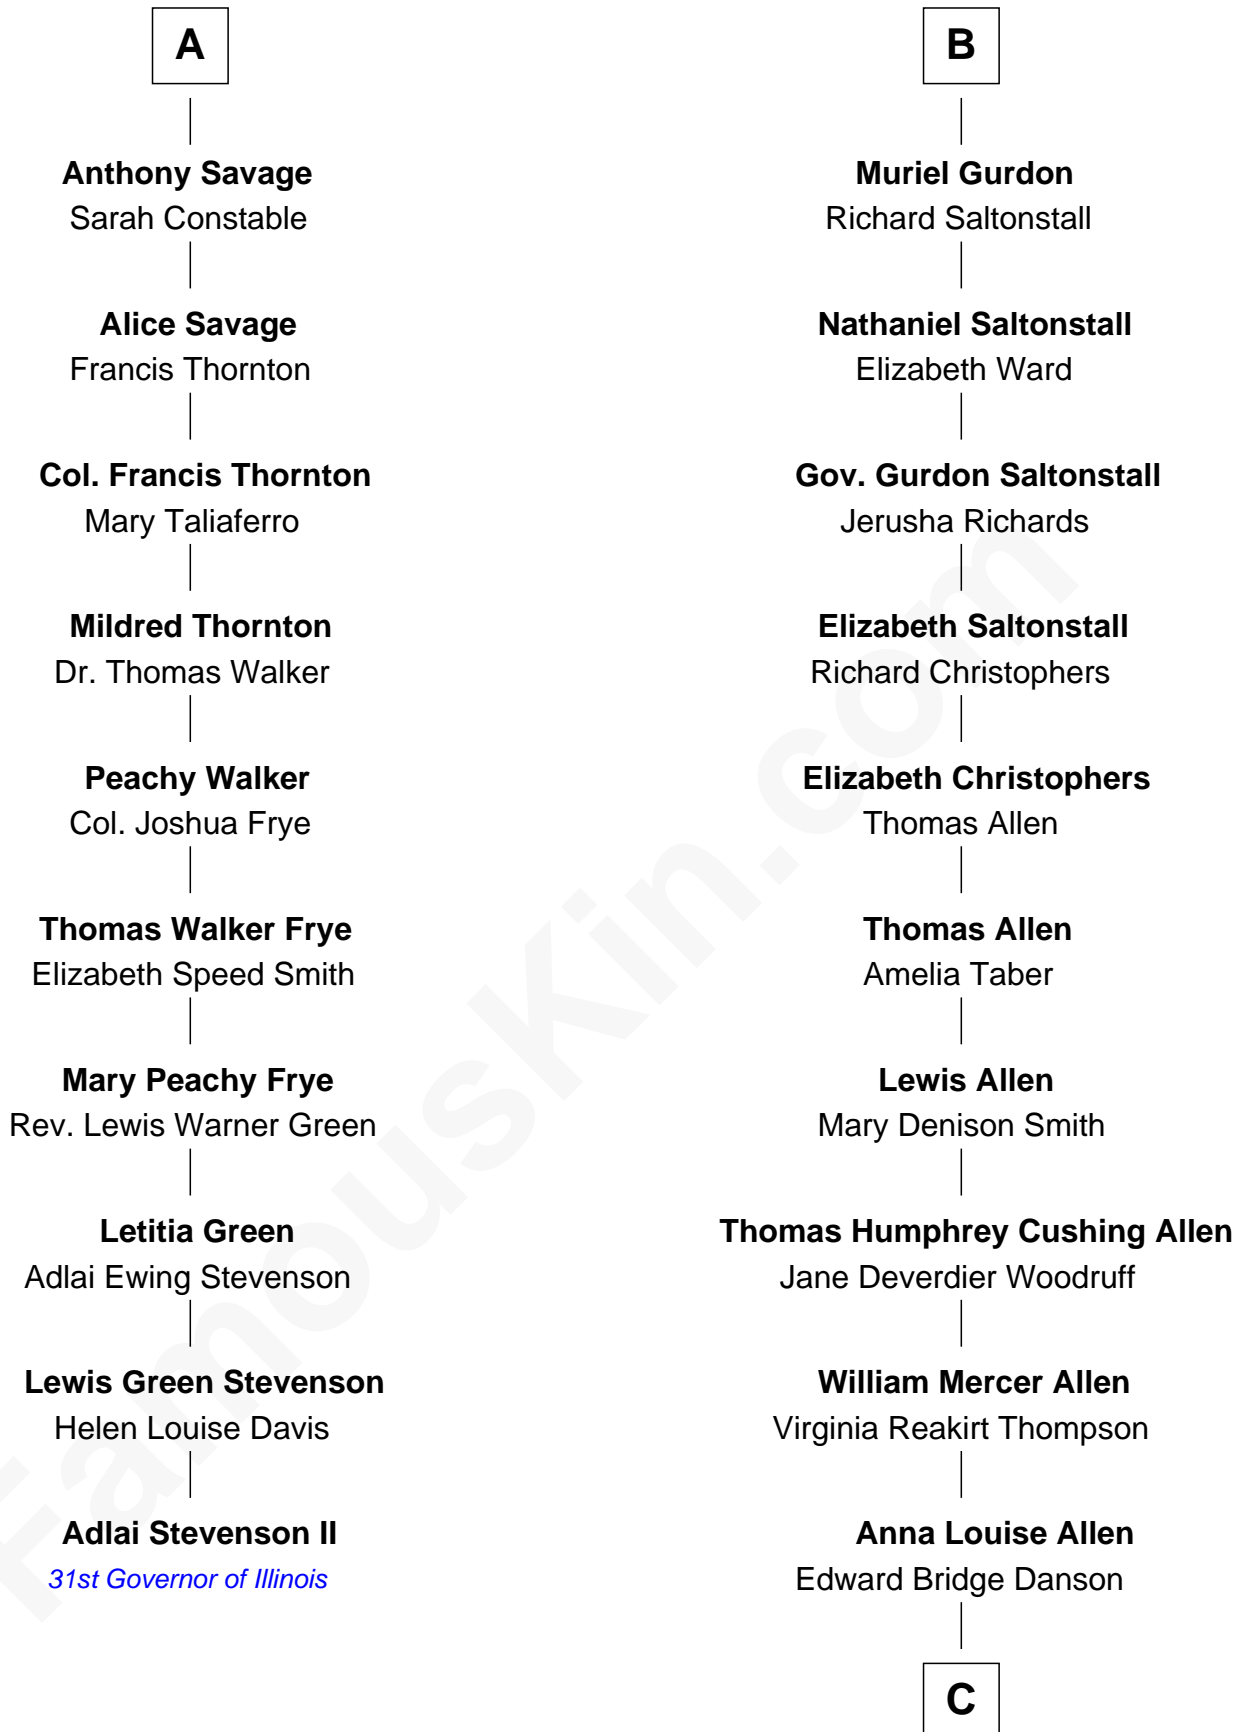 A
Anthony Savage
Sarah Constable
Alice Savage
Francis Thornton
Col. Francis Thornton
Mary Taliaferro
Mildred Thornton
Dr. Thomas Walker
Peachy Walker
Col. Joshua Frye
Thomas Walker Frye
Elizabeth Speed Smith
Mary Peachy Frye
Rev. Lewis Warner Green
Letitia Green
Adlai Ewing Stevenson
Lewis Green Stevenson
Helen Louise Davis
Adlai Stevenson II
31st Governor of Illinois
B
Muriel Gurdon
Richard Saltonstall
Nathaniel Saltonstall
Elizabeth Ward
Gov. Gurdon Saltonstall
Jerusha Richards
Elizabeth Saltonstall
Richard Christophers
Elizabeth Christophers
Thomas Allen
Thomas Allen
Amelia Taber
Lewis Allen
Mary Denison Smith
Thomas Humphrey Cushing Allen
Jane Deverdier Woodruff
William Mercer Allen
Virginia Reakirt Thompson
Anna Louise Allen
Edward Bridge Danson
C
FamousKin.com